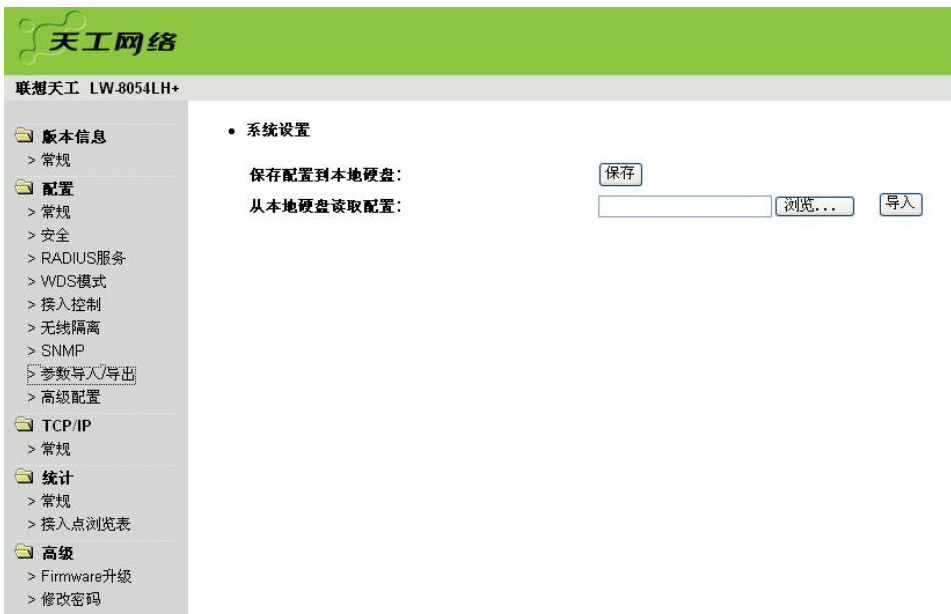 天工网络
联想天工 LW-8054LH+
版本信息
> 常规
配置
> 常规
> 安全
> RADIUS服务
> WDS模式
> 接入控制
> 无线隔离
> SNMP
> 参数导入/导出
> 高级配置
TCP/IP
> 常规
统计
> 常规
> 接入点浏览表
高级
> Firmware升级
> 修改密码
• 系统设置
保存配置到本地硬盘: 保存
从本地硬盘读取配置: 浏览... 导入